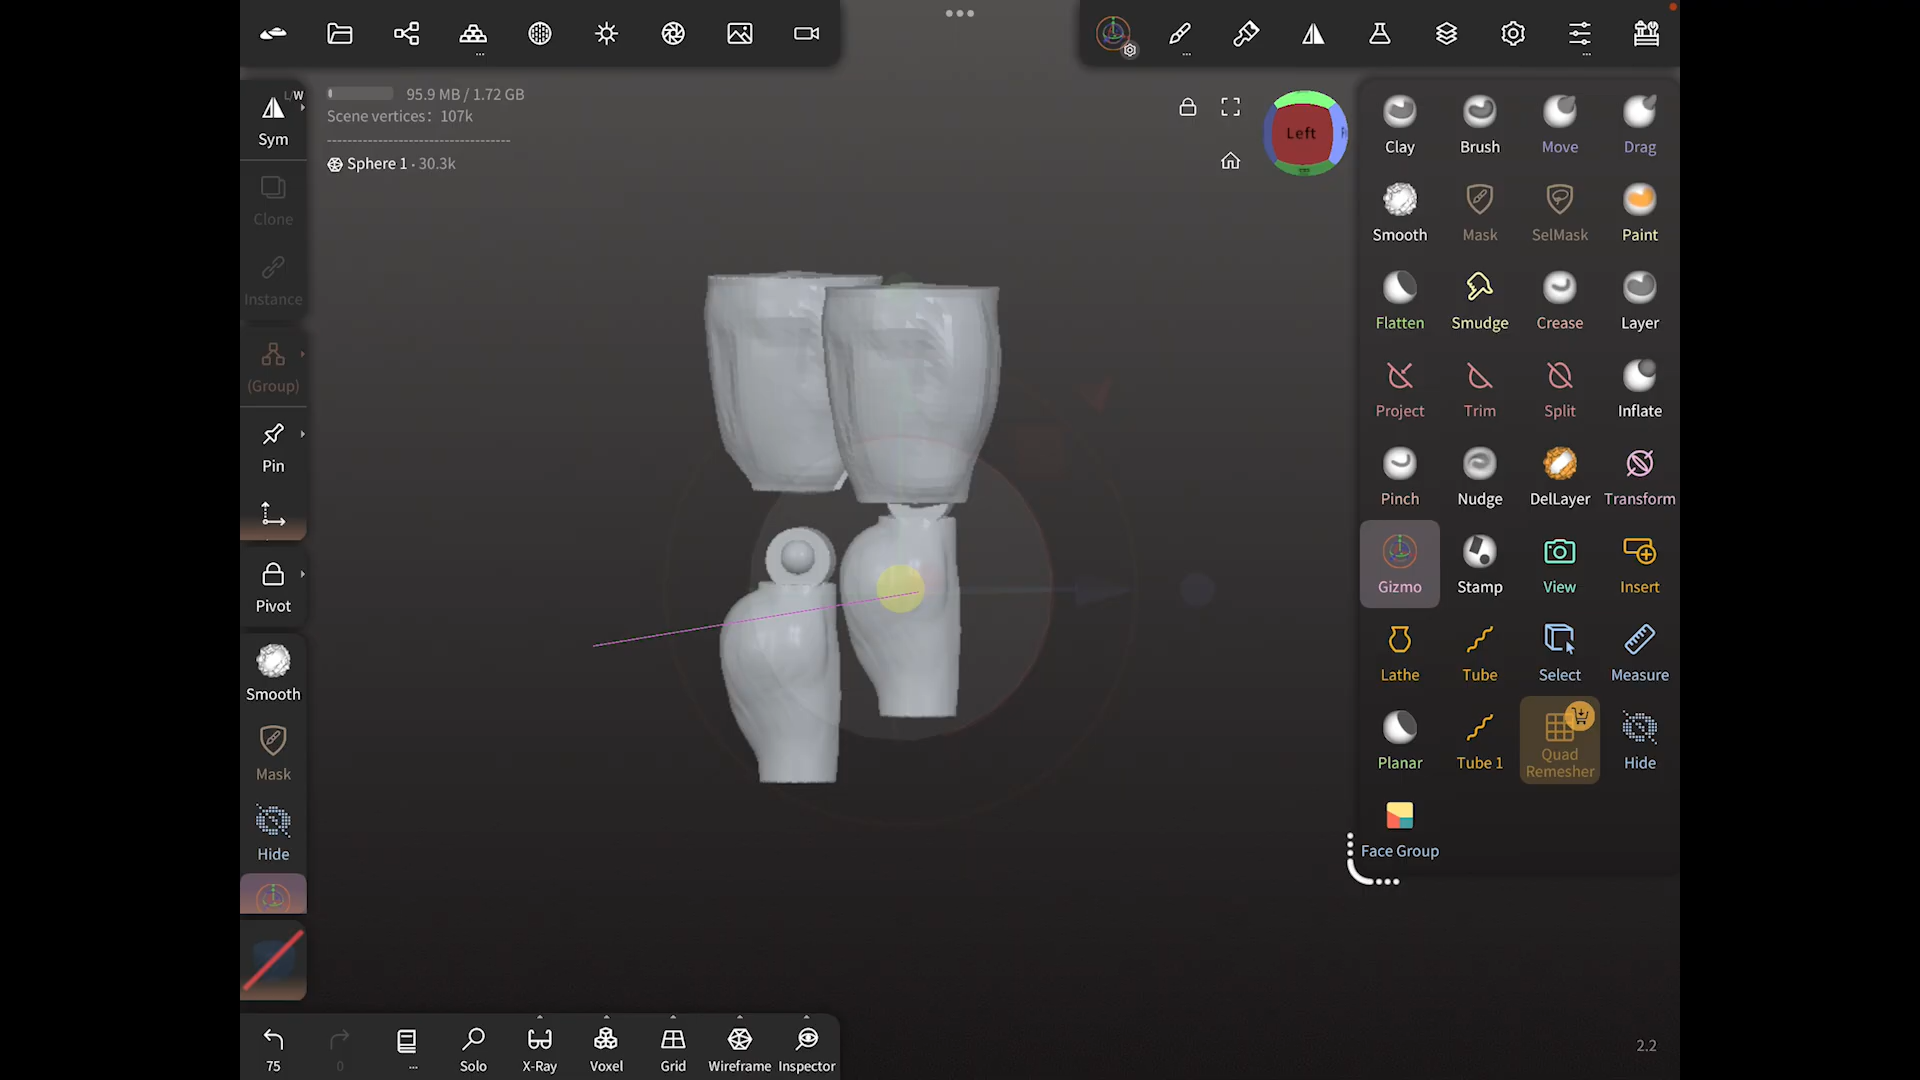 L/W
95.9 MB / 1.72 GB
Scene vertices: 107k
Sphere 1 · 30.3k
Left
Sym
Clone
Instance
(Group)
Pin
Pivot
Smooth
Mask
Hide
Clay
Brush
Move
Drag
Smooth
Mask
SelMask
Paint
Flatten
Smudge
Crease
Layer
Project
Trim
Split
Inflate
Pinch
Nudge
DelLayer
Transform
Gizmo
Stamp
View
Insert
Lathe
Tube
Select
Measure
Planar
Tube 1
Quad
Remesher
Hide
Face Group
75
0
...
Solo
X-Ray
Voxel
Grid
Wireframe
Inspector
2.2